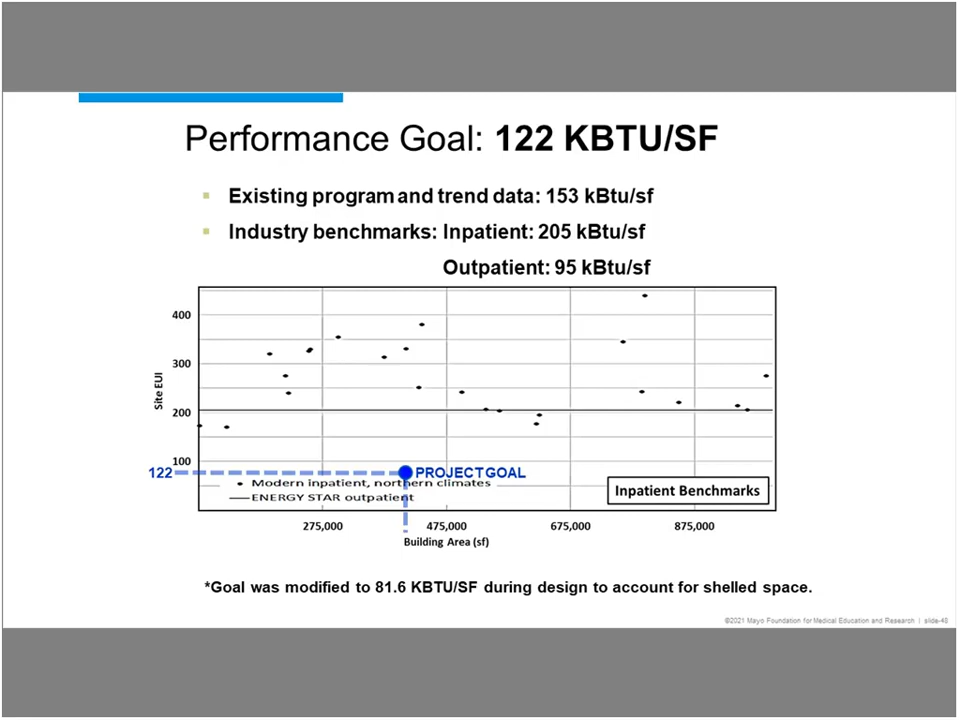 Performance Goal: 122 KBTU/SF
Existing program and trend data: 153 kBtu/sf
Industry benchmarks: Inpatient: 205 kBtu/sf
Outpatient: 95 kBtu/sf
400
300
200
100
Site EUI
122
PROJECT GOAL
Modern inpatient, northern climates
ENERGY STAR outpatient
Inpatient Benchmarks
275,000 475,000 675,000 875,000
Building Area (sf)
*Goal was modified to 81.6 KBTU/SF during design to account for shelled space.
©2021 Mayo Foundation for Medical Education and Research | slide-48